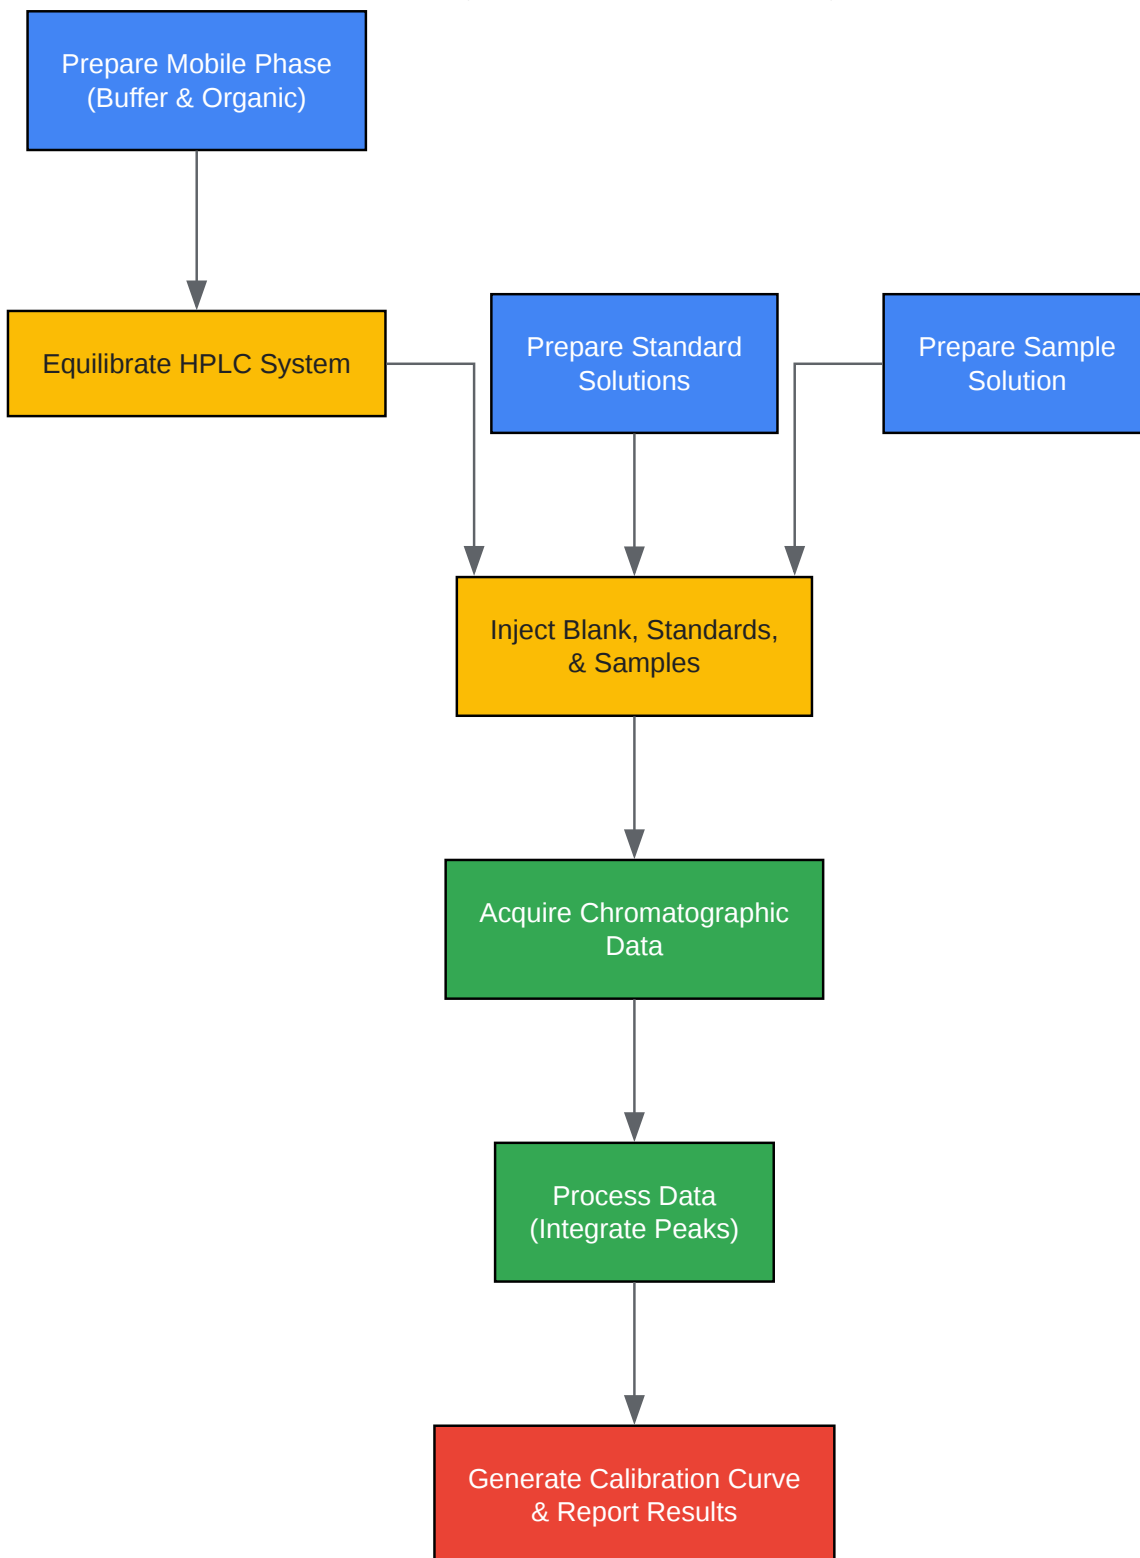 Prepare Mobile Phase
(Buffer & Organic)
Equilibrate HPLC System
Prepare Standard
Solutions
Prepare Sample
Solution
Inject Blank, Standards,
& Samples
Acquire Chromatographic
Data
Process Data
(Integrate Peaks)
Generate Calibration Curve
& Report Results